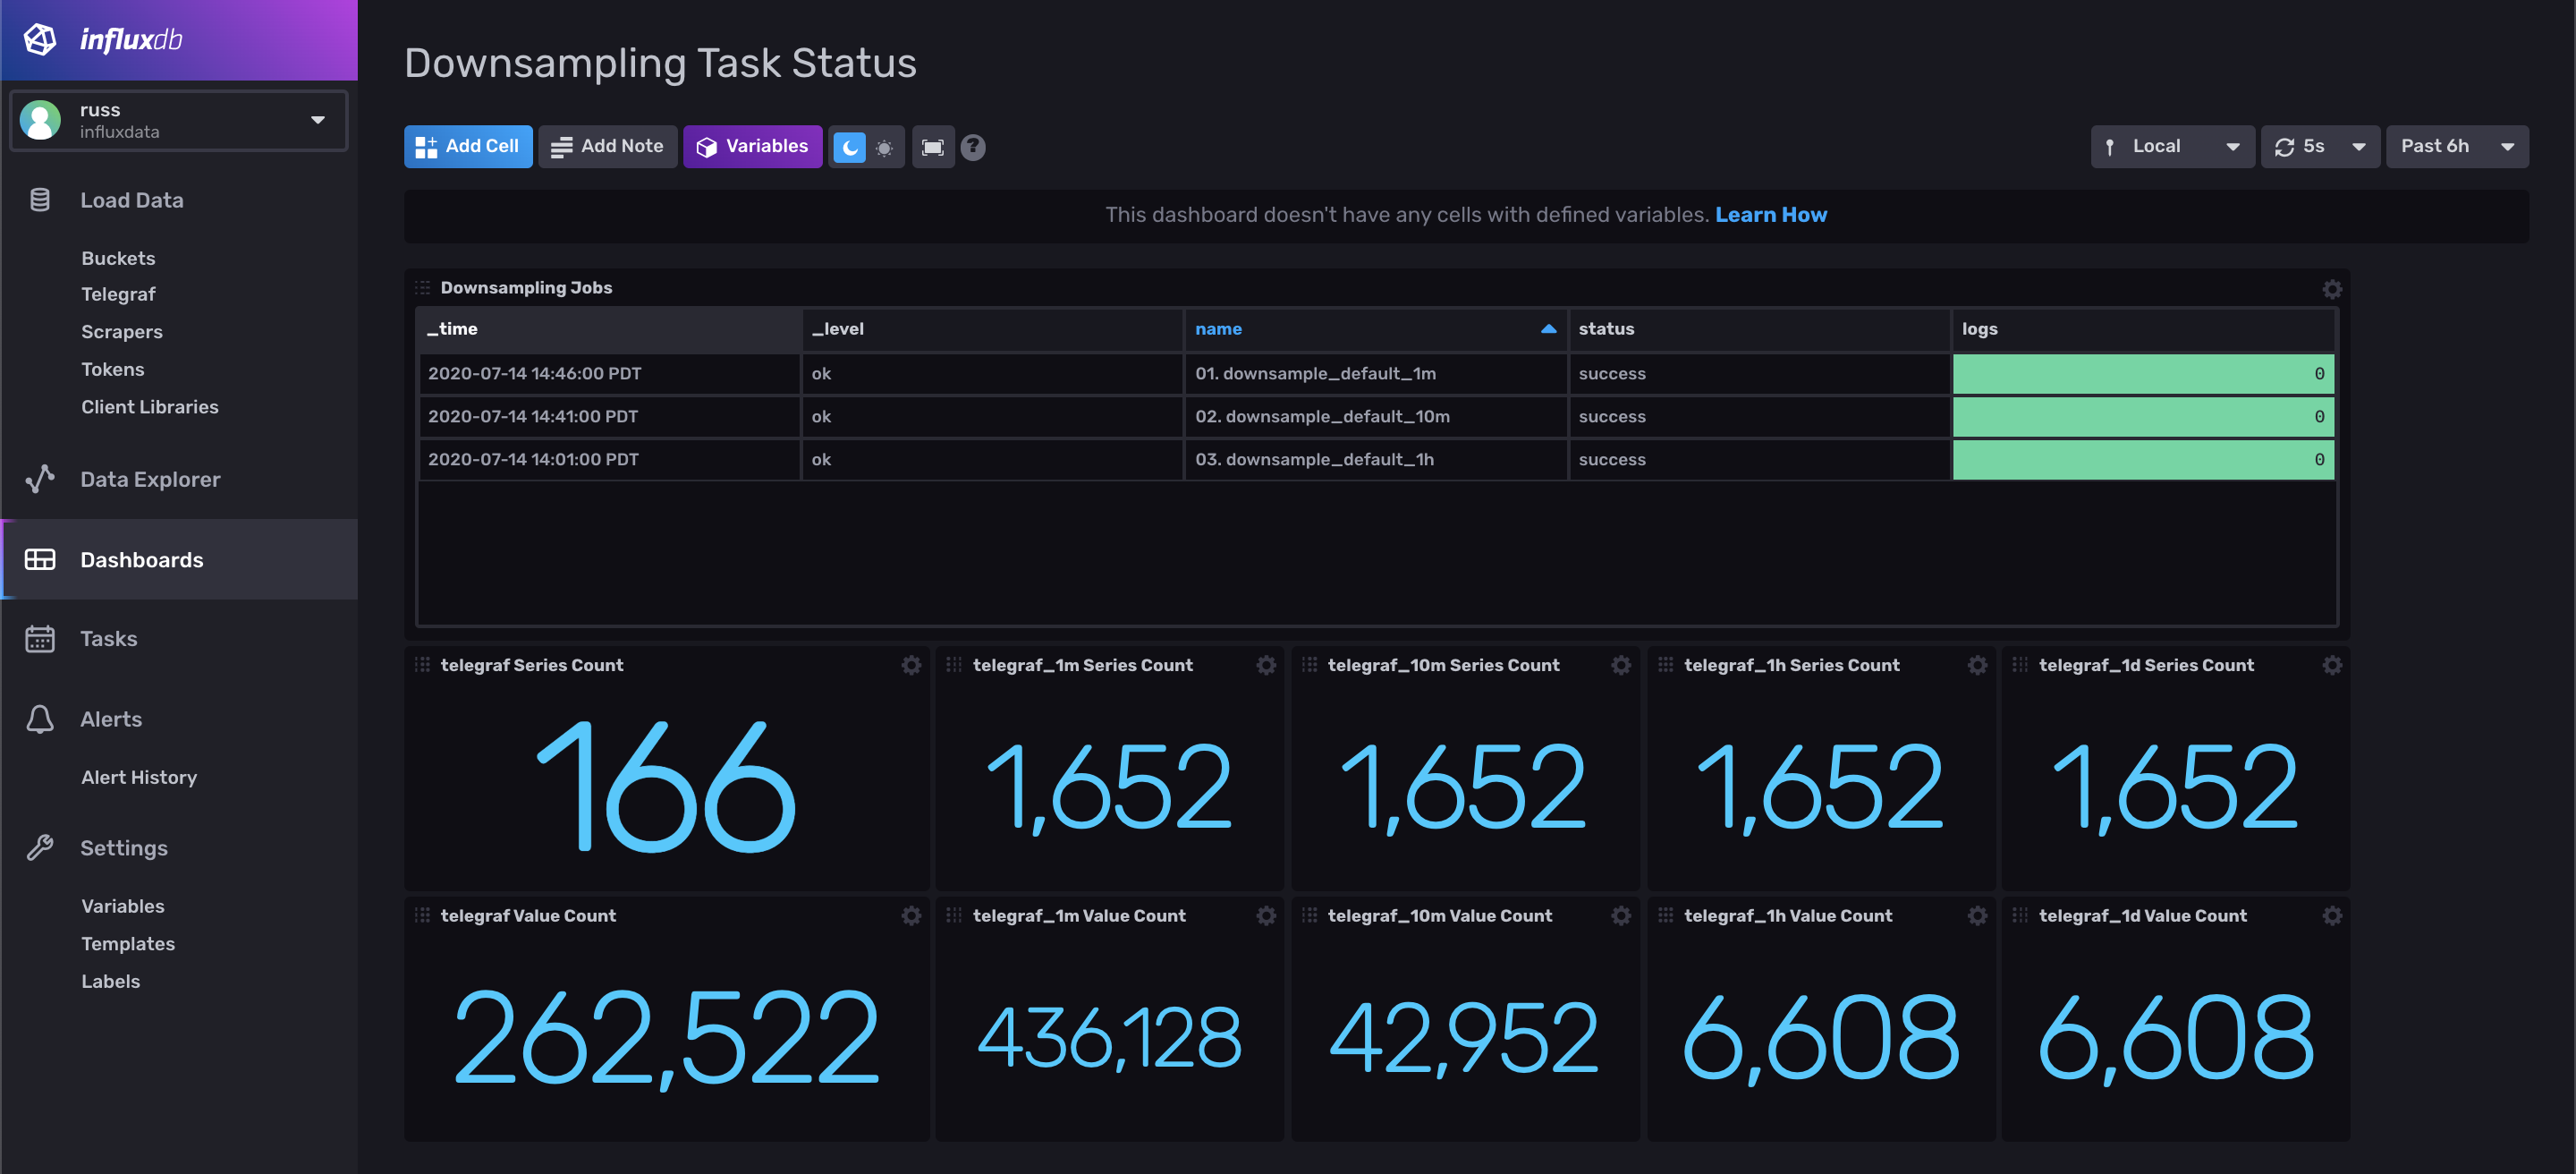 influxdb
russ
influxdata
Load Data
Buckets
Telegraf
Scrapers
Tokens
Client Libraries
Data Explorer
Dashboards
Tasks
Alerts
Alert History
Settings
Variables
Templates
Labels
Downsampling Task Status
Add Cell Add Note Variables ? Local 5s Past 6h
This dashboard doesn't have any cells with defined variables. Learn How
Downsampling Jobs
_time _level name status logs
2020-07-14 14:46:00 PDT ok 01. downsample_default_1m success 0
2020-07-14 14:41:00 PDT ok 02. downsample_default_10m success 0
2020-07-14 14:01:00 PDT ok 03. downsample_default_1h success 0
telegraf Series Count telegraf_1m Series Count telegraf_10m Series Count telegraf_1h Series Count telegraf_1d Series Count
166 1,652 1,652 1,652 1,652
telegraf Value Count telegraf_1m Value Count telegraf_10m Value Count telegraf_1h Value Count telegraf_1d Value Count
262,522 436,128 42,952 6,608 6,608